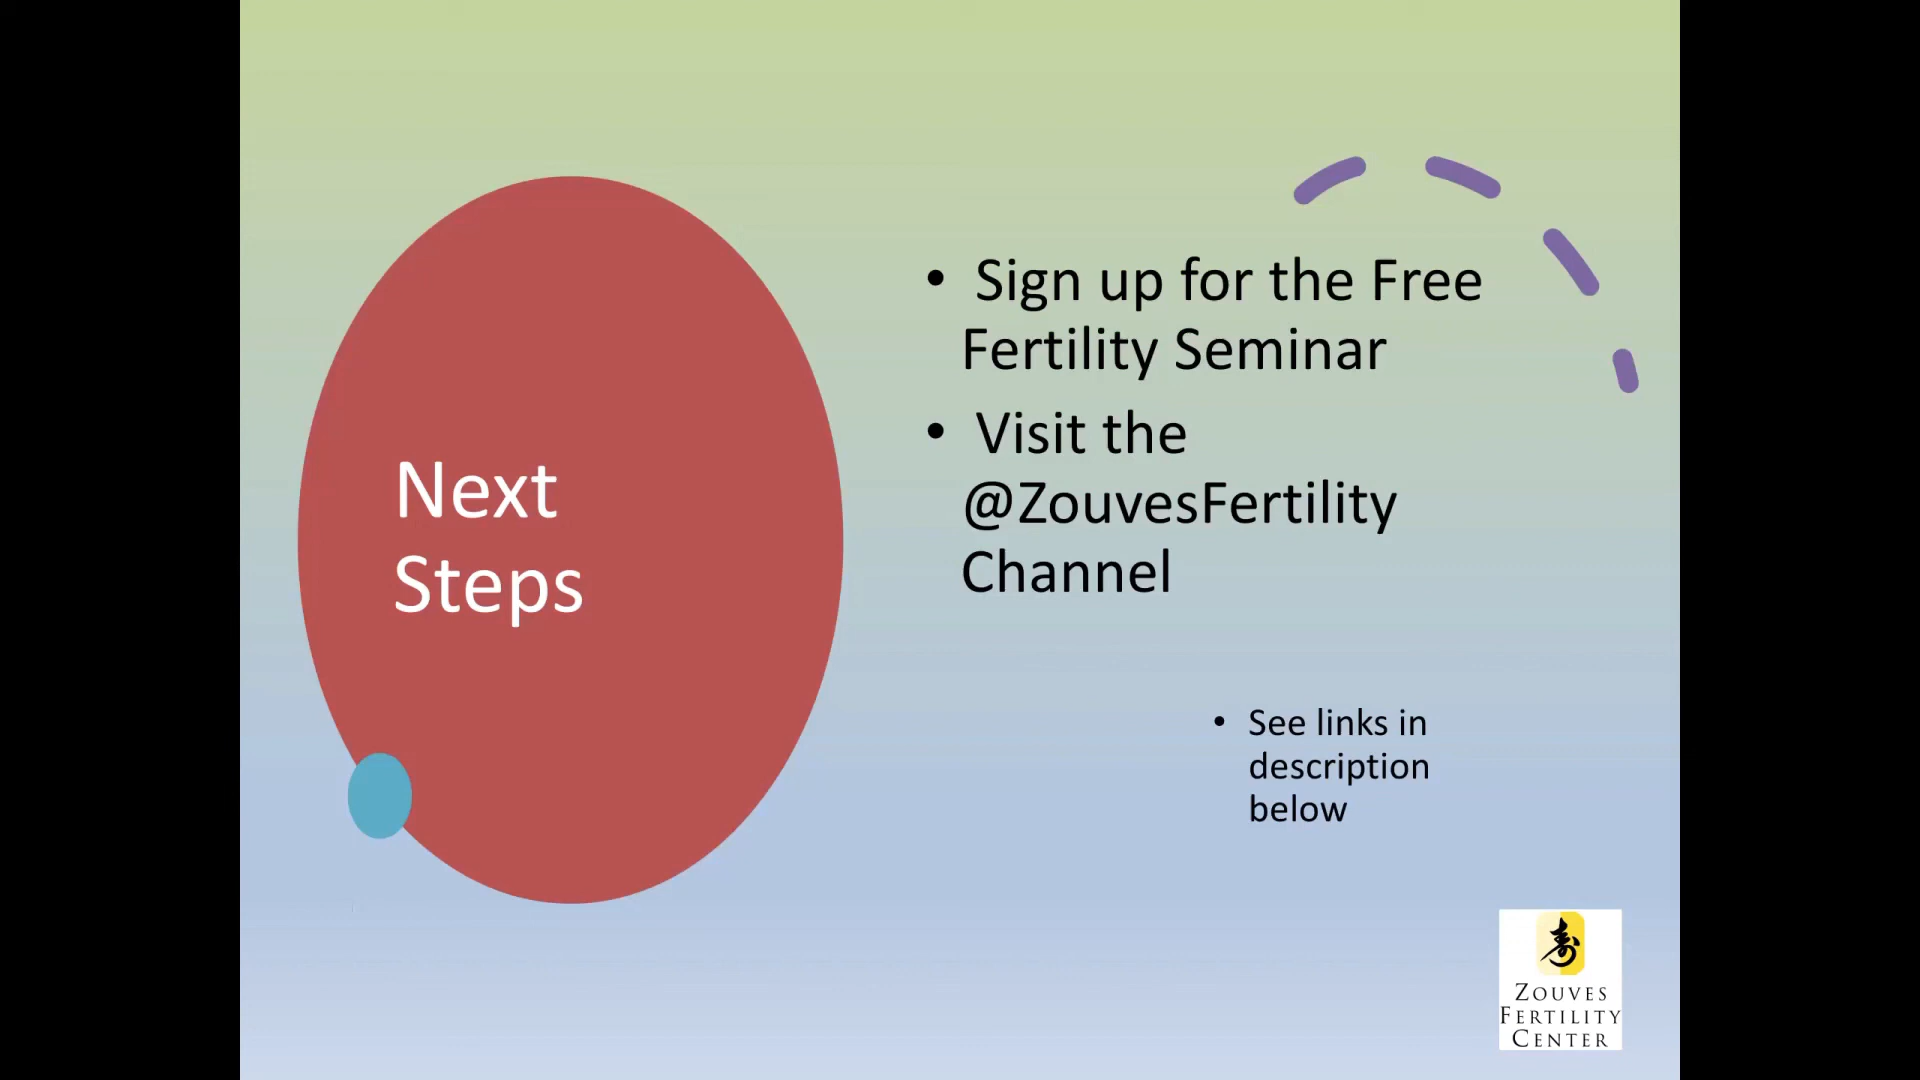 Next
Steps
• Sign up for the Free
Fertility Seminar
• Visit the
@ZouvesFertility
Channel
• See links in
description
below
寿
ZOUVES
FERTILITY
CENTER